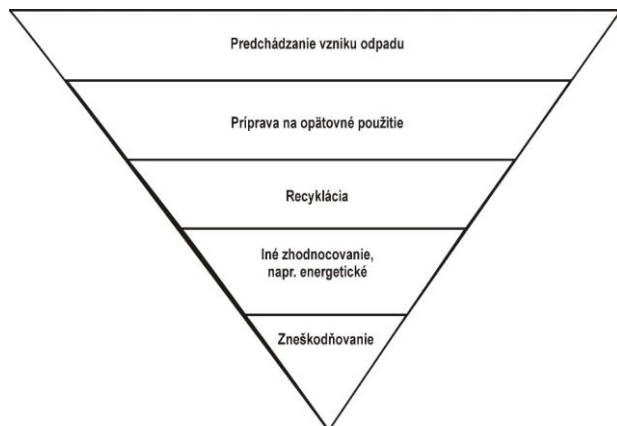 Predchádzanie vzniku odpadu
Príprava na opätovné použitie
Recyklácia
Iné zhodnocovanie,
napr. energetické
Zneškodňovanie